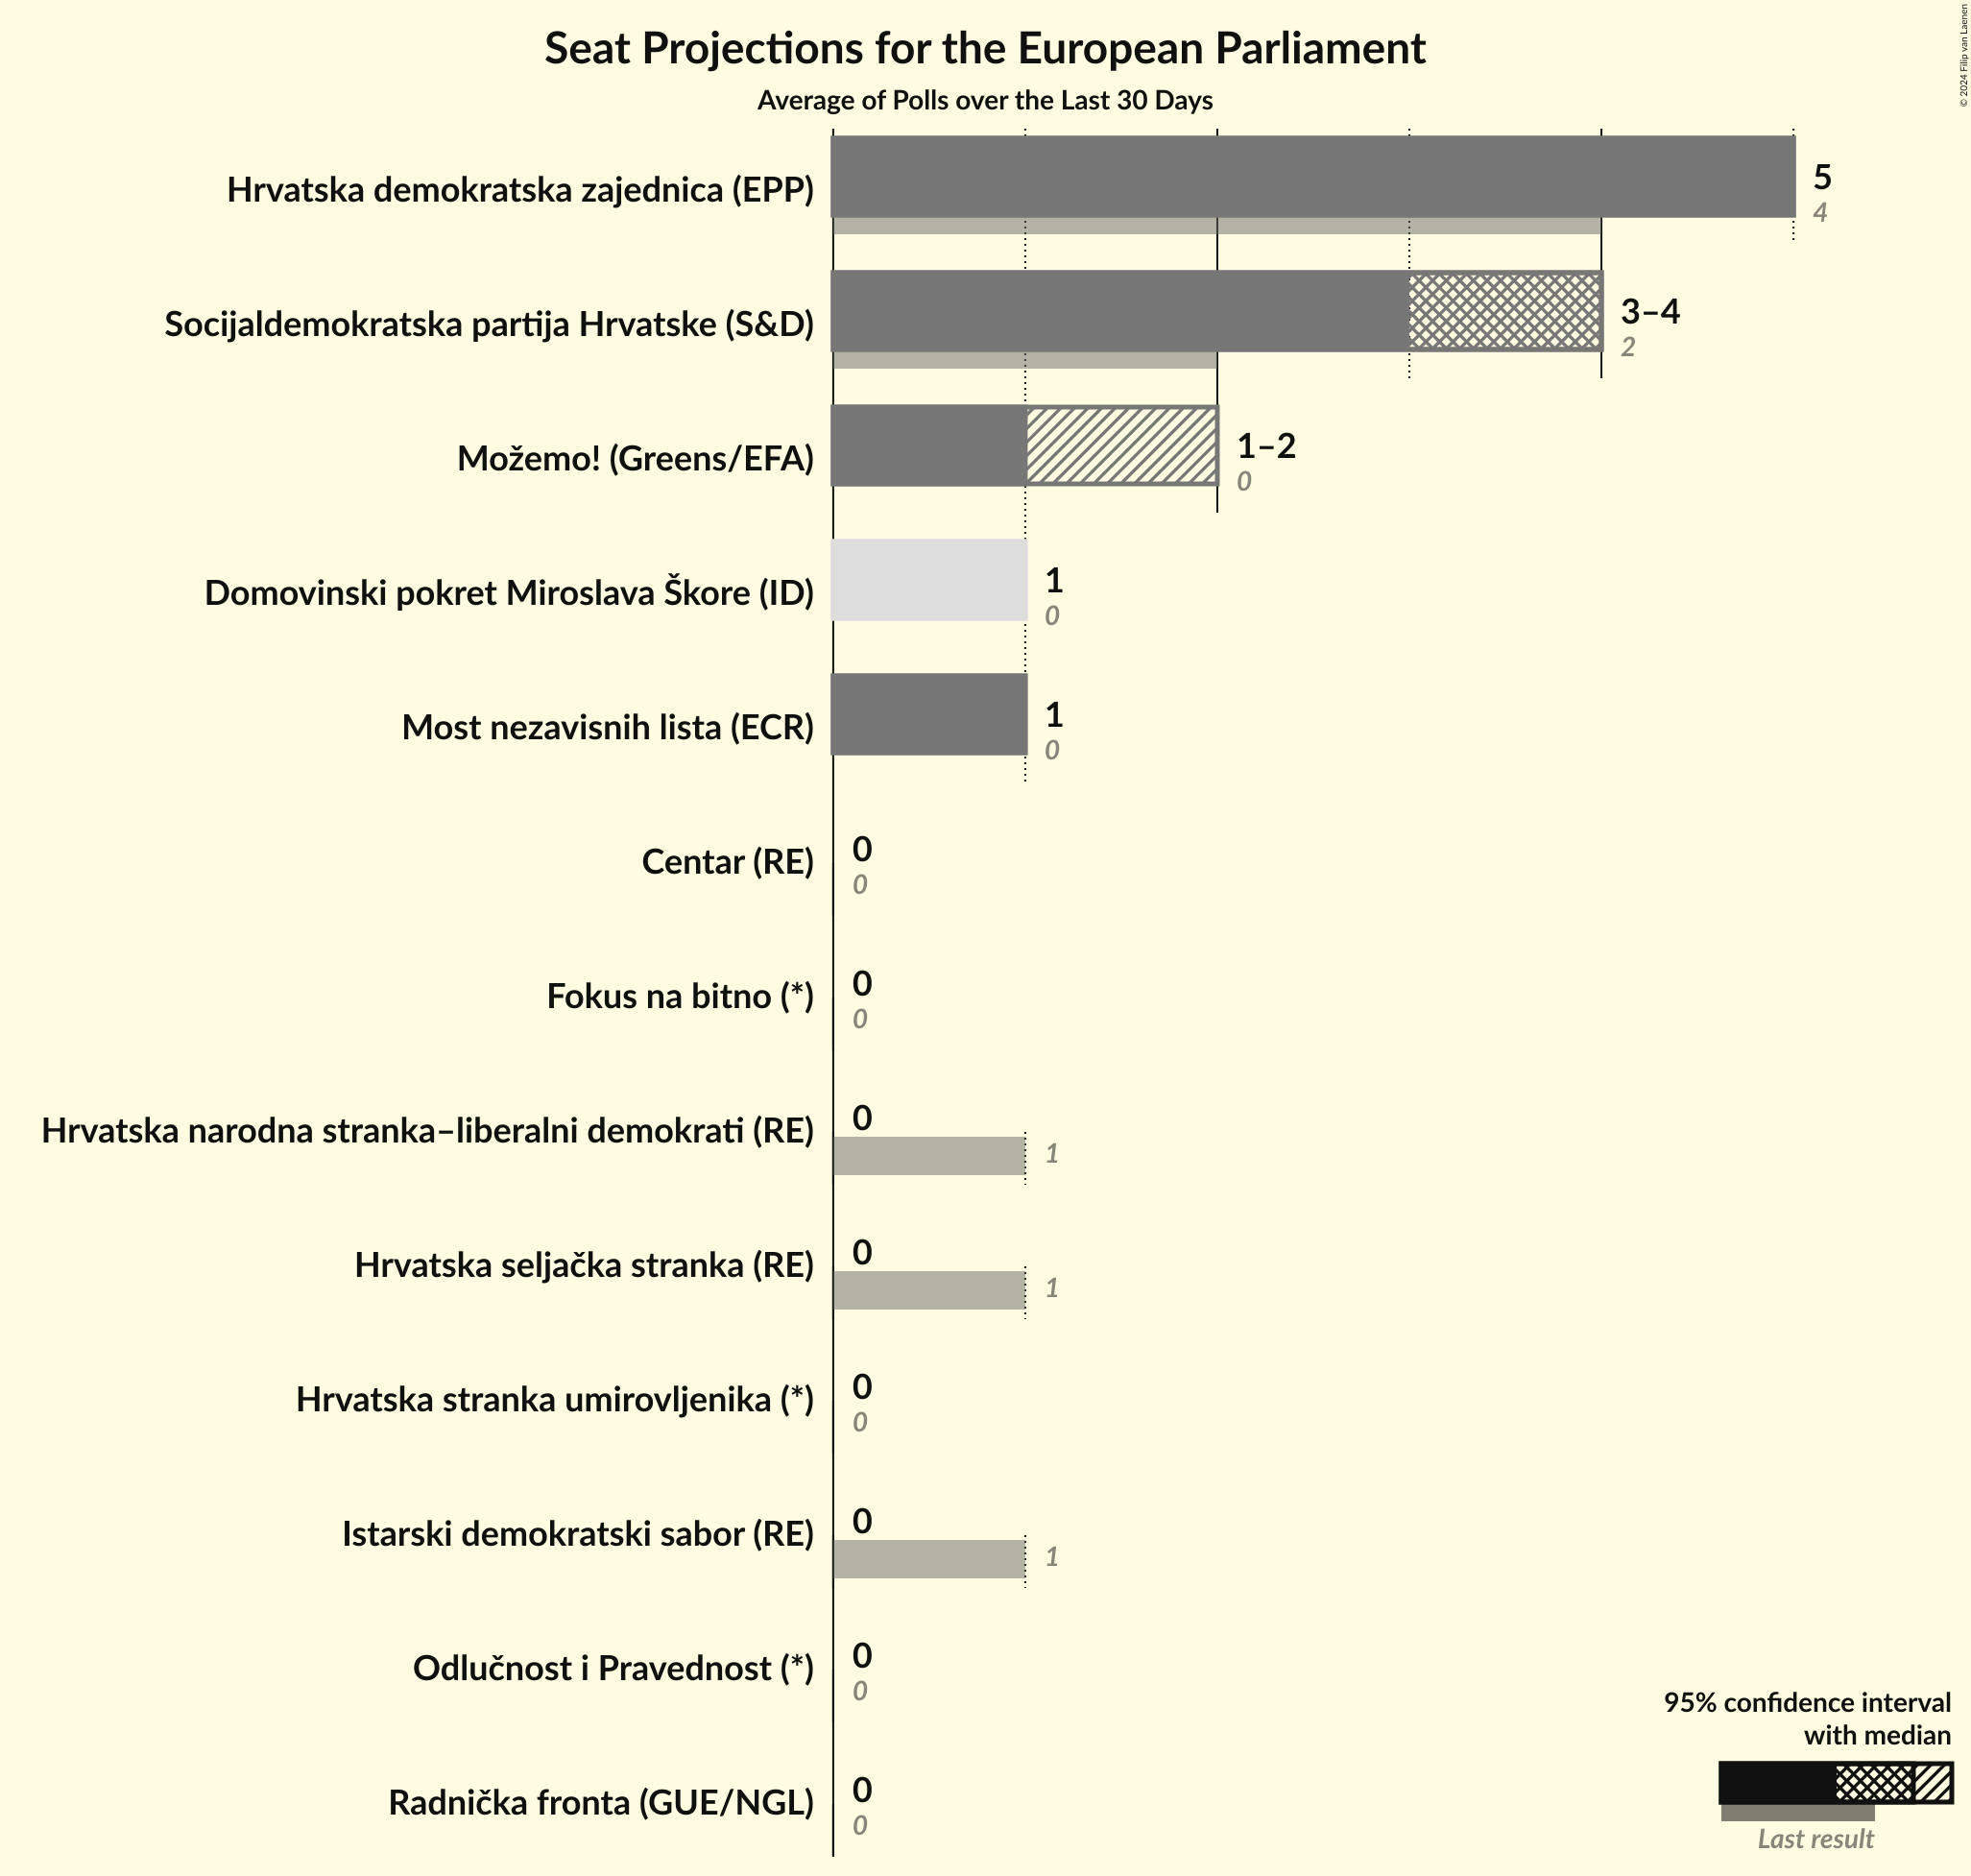 Seat Projections for the European Parliament
Average of Polls over the Last 30 Days
© 2024 Filip van Laenen
Hrvatska demokratska zajednica (EPP)
5
4
Socijaldemokratska partija Hrvatske (S&D)
3–4
2
Možemo! (Greens/EFA)
1–2
0
Domovinski pokret Miroslava Škore (ID)
1
0
Most nezavisnih lista (ECR)
1
0
Centar (RE)
0
0
Fokus na bitno (*)
0
0
Hrvatska narodna stranka–liberalni demokrati (RE)
0
1
Hrvatska seljačka stranka (RE)
0
1
Hrvatska stranka umirovljenika (*)
0
0
Istarski demokratski sabor (RE)
0
1
Odlučnost i Pravednost (*)
0
0
Radnička fronta (GUE/NGL)
0
0
95% confidence interval
with median
Last result